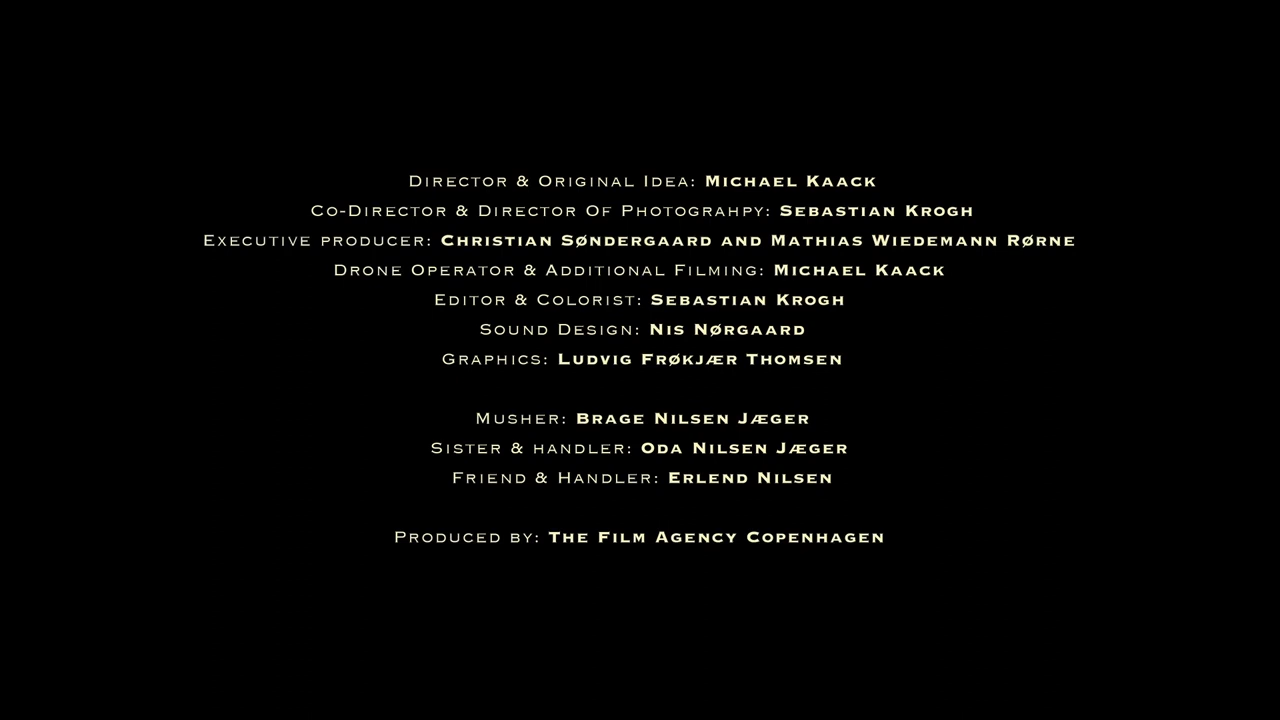 Director & Original Idea: Michael Kaack
Co-Director & Director Of Photograhpy: Sebastian Krogh
Executive producer: Christian Søndergaard and Mathias Wiedemann Rørne
Drone Operator & Additional Filming: Michael Kaack
Editor & Colorist: Sebastian Krogh
Sound Design: Nis Nørgaard
Graphics: Ludvig Frøkjær Thomsen
Musher: Brage Nilsen Jæger
Sister & handler: Oda Nilsen Jæger
Friend & Handler: Erlend Nilsen
Produced by: The Film Agency Copenhagen